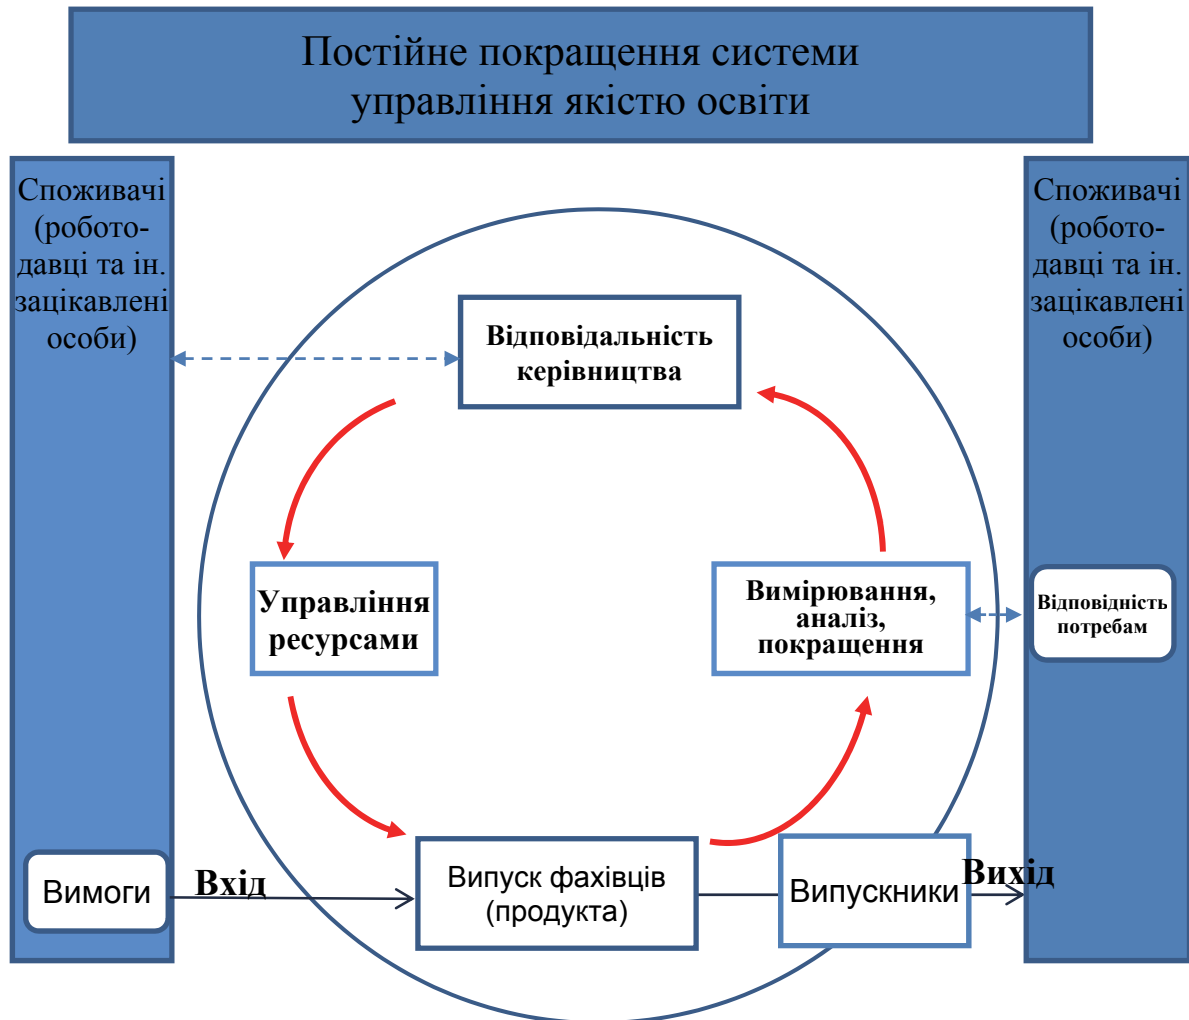 Постійне покращення системи
управління якістю освіти
Споживачі
(робото-
давці та ін.
зацікавлені
особи)
Споживачі
(робото-
давці та ін.
зацікавлені
особи)
Відповідальність
керівництва
Управління
ресурсами
Вимірювання,
аналіз,
покращення
Відповідність
потребам
Вимоги
Вхід
Випуск фахівців
(продукта)
Випускники
Вихід